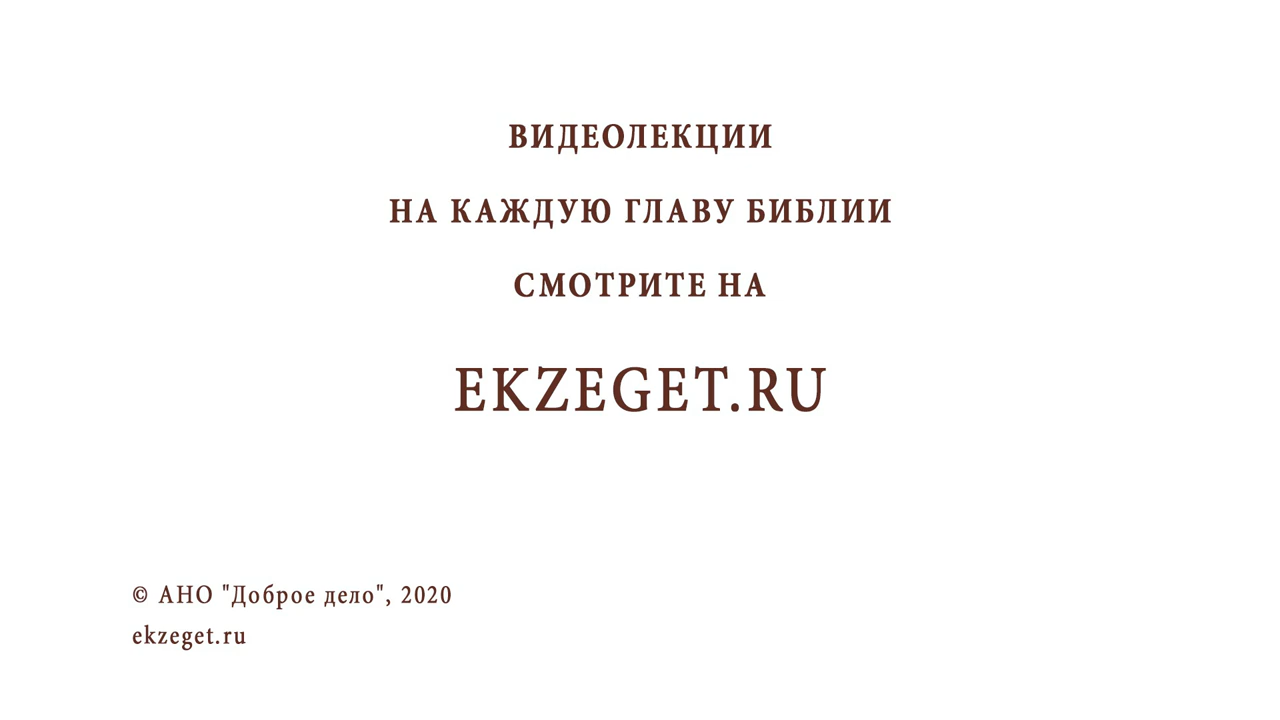 ВИДЕОЛЕКЦИИ
НА КАЖДУЮ ГЛАВУ БИБЛИИ
СМОТРИТЕ НА
EKZEGET.RU
© АНО "Доброе дело", 2020
ekzeget.ru